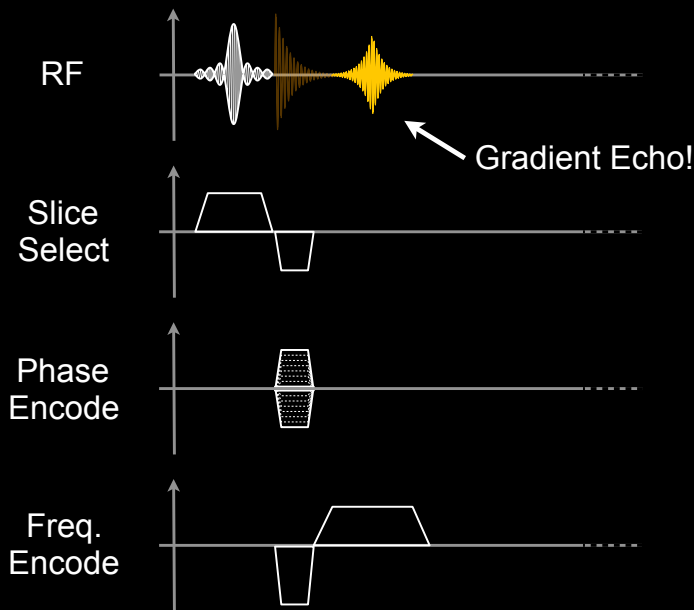 RF
Gradient Echo!
Slice
Select
Phase
Encode
Freq.
Encode